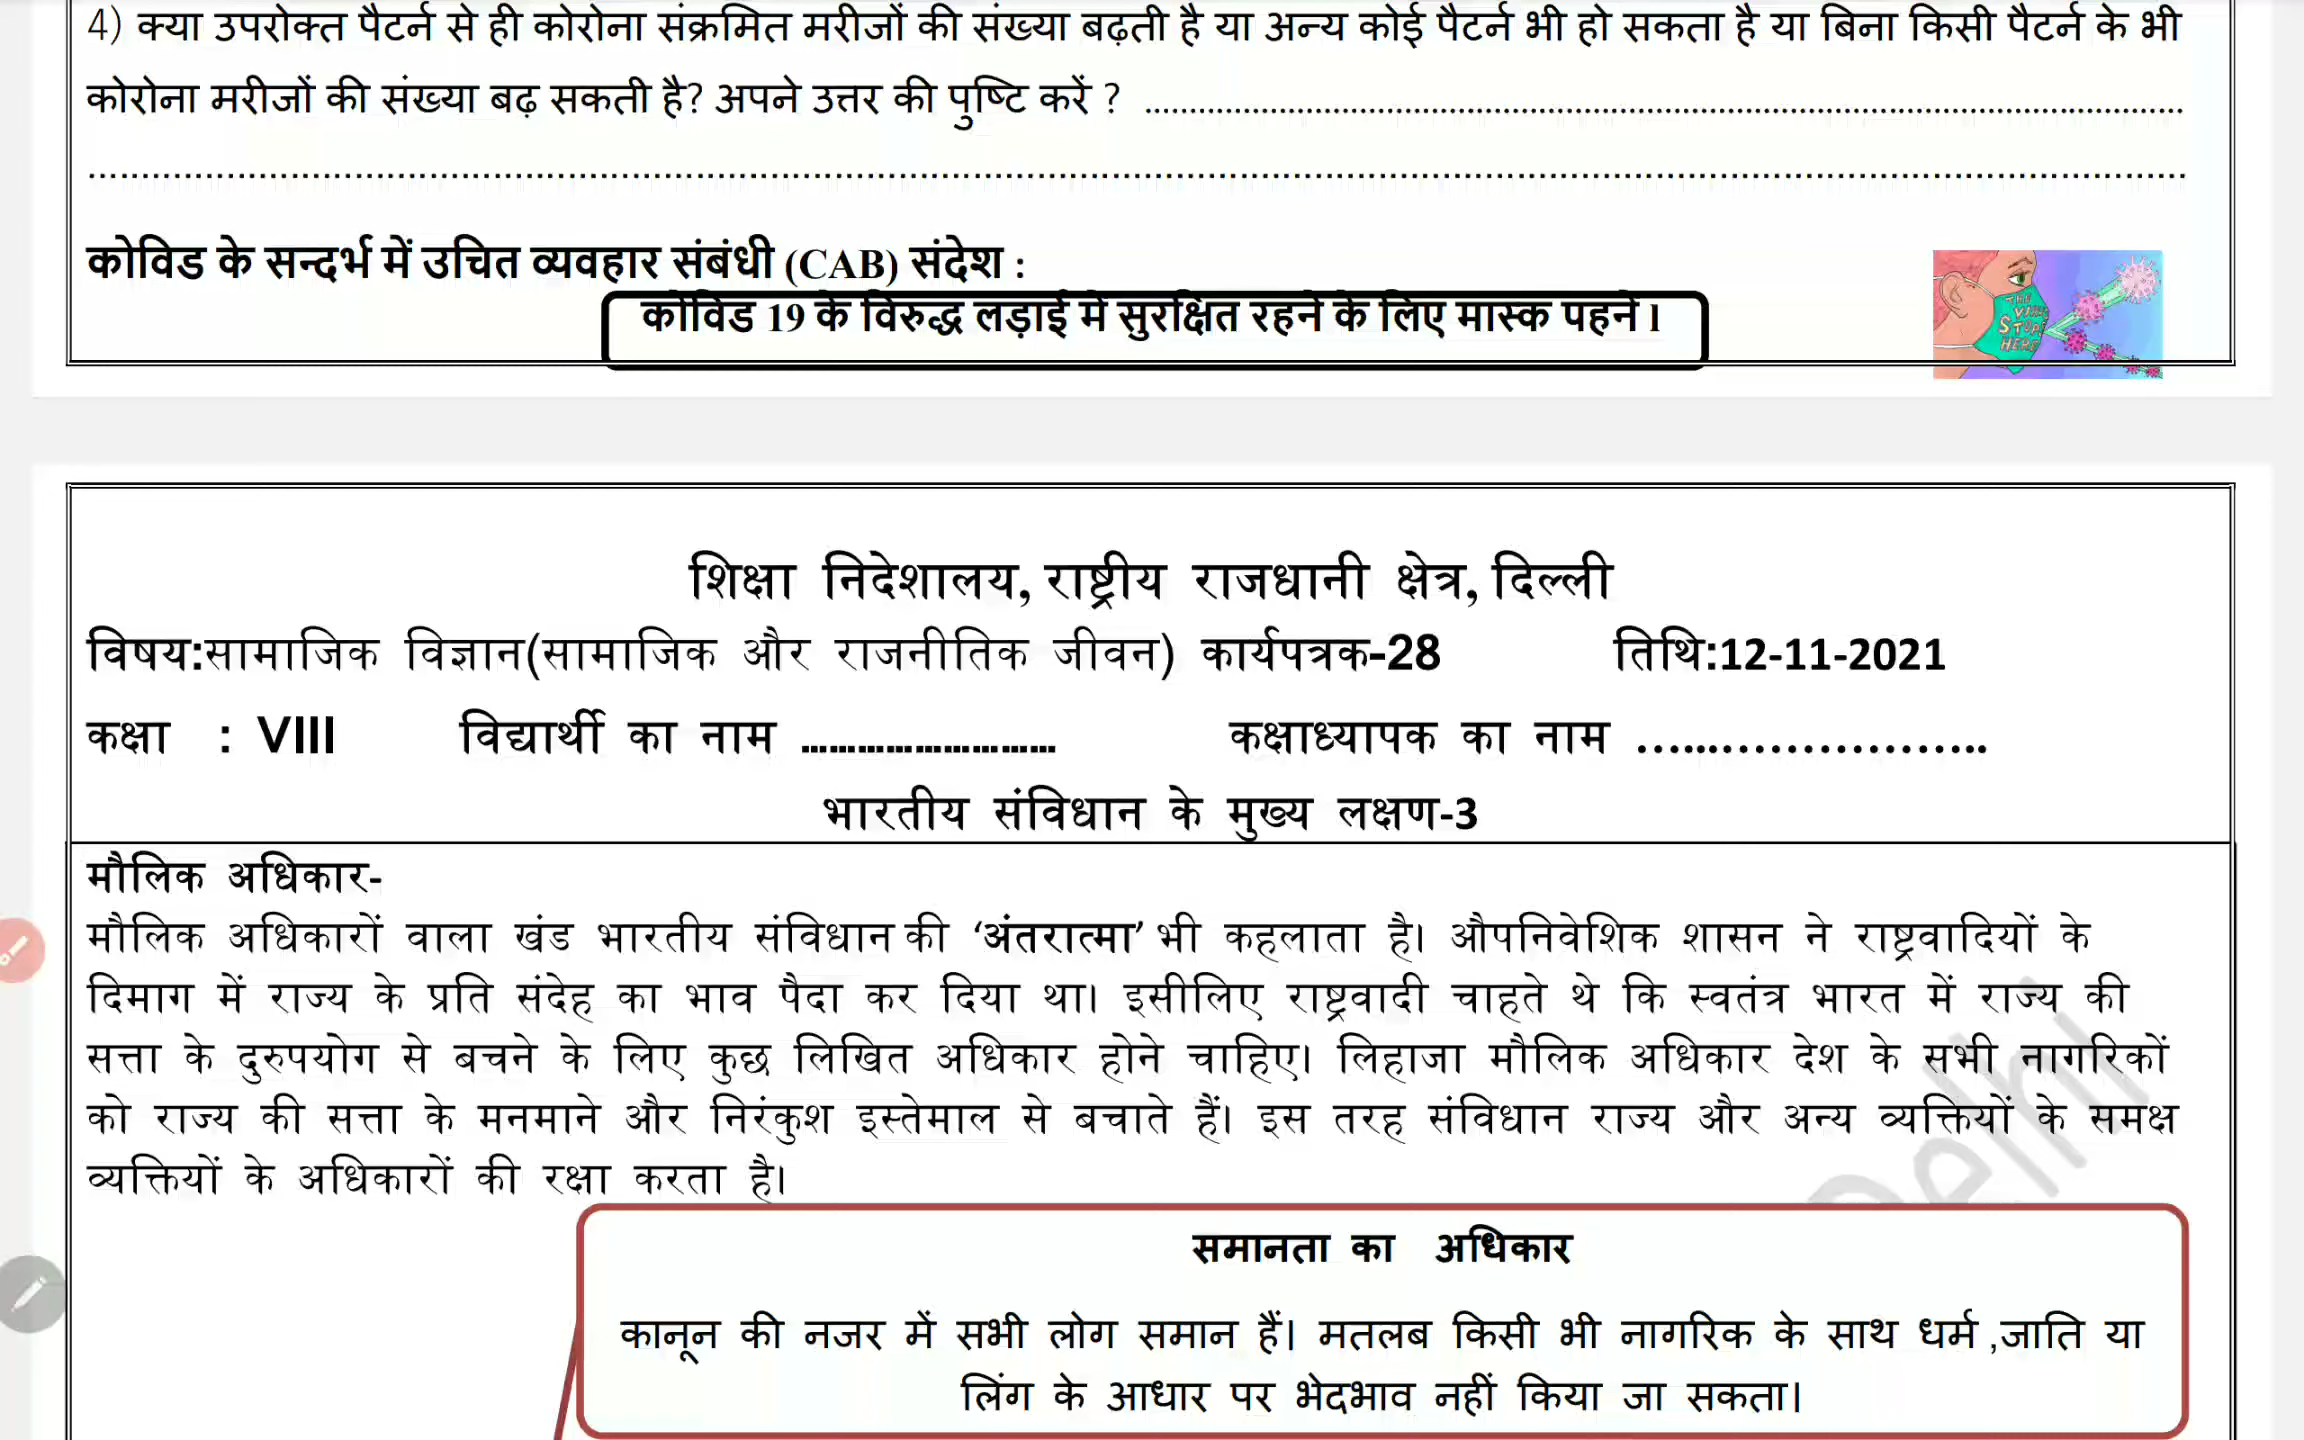 4) क्या उपरोक्त पैटर्न से ही कोरोना संक्रमित मरीजों की संख्या बढ़ती है या अन्य कोई पैटर्न भी हो सकता है या बिना किसी पैटर्न के भी
कोरोना मरीजों की संख्या बढ़ सकती है? अपने उत्तर की पुष्टि करें ? ........................................................................
................................................................................................................................................
कोविड के सन्दर्भ में उचित व्यवहार संबंधी (CAB) संदेश :
कोविड 19 के विरुद्ध लड़ाई में सुरक्षित रहने के लिए मास्क पहनें l
THE
VIRUS
STOPS
HERE
शिक्षा निदेशालय, राष्ट्रीय राजधानी क्षेत्र, दिल्ली
विषय:सामाजिक विज्ञान(सामाजिक और राजनीतिक जीवन) कार्यपत्रक-28 तिथि:12-11-2021
कक्षा : VIII विद्यार्थी का नाम ........................... कक्षाध्यापक का नाम ...........................
भारतीय संविधान के मुख्य लक्षण-3
मौलिक अधिकार-
मौलिक अधिकारों वाला खंड भारतीय संविधान की ‘अंतरात्मा’ भी कहलाता है। औपनिवेशिक शासन ने राष्ट्रवादियों के
दिमाग में राज्य के प्रति संदेह का भाव पैदा कर दिया था। इसीलिए राष्ट्रवादी चाहते थे कि स्वतंत्र भारत में राज्य की
सत्ता के दुरुपयोग से बचने के लिए कुछ लिखित अधिकार होने चाहिए। लिहाजा मौलिक अधिकार देश के सभी नागरिकों
को राज्य की सत्ता के मनमाने और निरंकुश इस्तेमाल से बचाते हैं। इस तरह संविधान राज्य और अन्य व्यक्तियों के समक्ष
व्यक्तियों के अधिकारों की रक्षा करता है।
Delhi
समानता का अधिकार
कानून की नजर में सभी लोग समान हैं। मतलब किसी भी नागरिक के साथ धर्म ,जाति या
लिंग के आधार पर भेदभाव नहीं किया जा सकता।